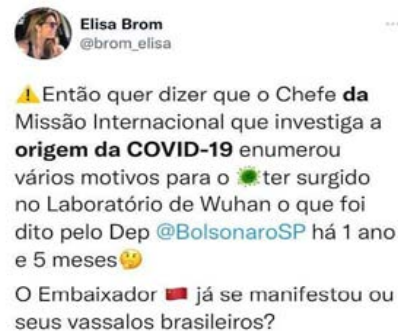 Elisa Brom
@brom_elisa
⚠️Então quer dizer que o Chefe da
Missão Internacional que investiga a
origem da COVID-19 enumerou
vários motivos para o 🦠ter surgido
no Laboratório de Wuhan o que foi
dito pelo Dep @BolsonaroSP há 1 ano
e 5 meses🤔
O Embaixador 🇨🇳 já se manifestou ou
seus vassalos brasileiros?